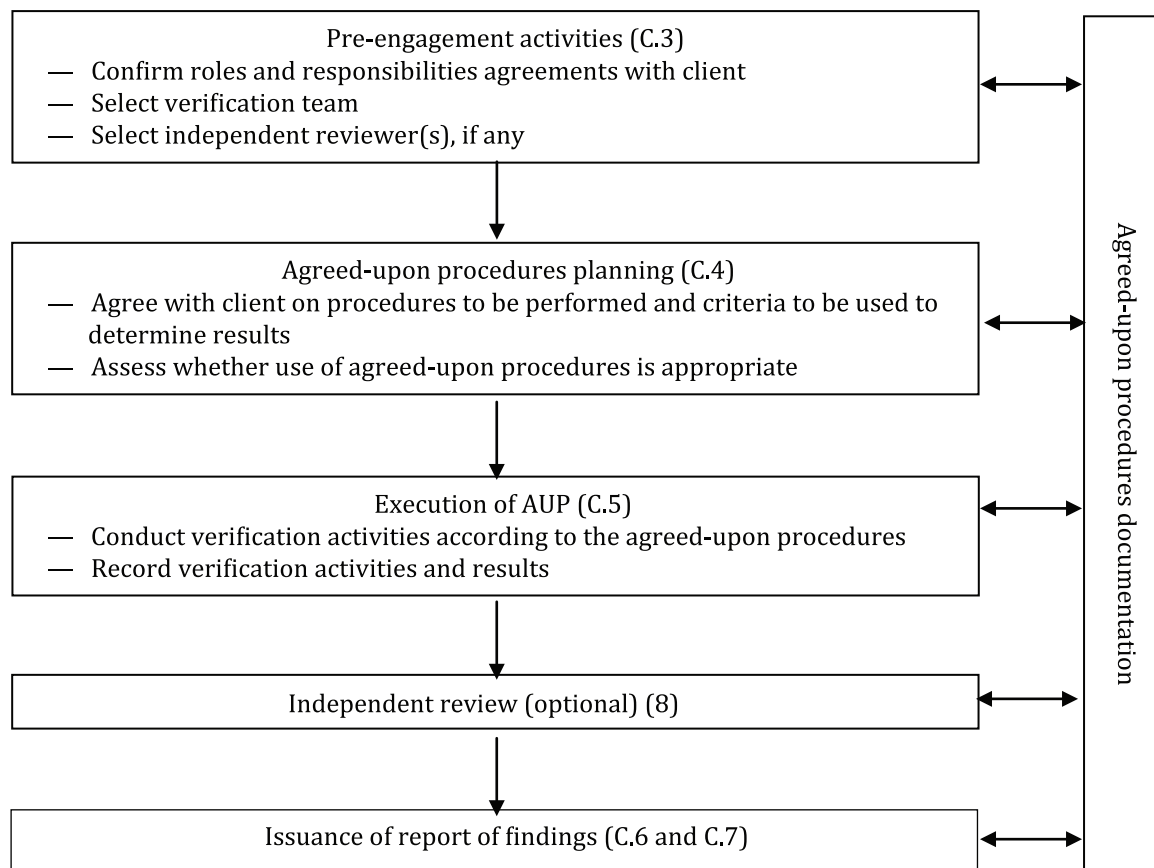 Pre-engagement activities (C.3)
— Confirm roles and responsibilities agreements with client
— Select verification team
— Select independent reviewer(s), if any
Agreed-upon procedures planning (C.4)
— Agree with client on procedures to be performed and criteria to be used to
determine results
— Assess whether use of agreed-upon procedures is appropriate
Execution of AUP (C.5)
— Conduct verification activities according to the agreed-upon procedures
— Record verification activities and results
Independent review (optional) (8)
Issuance of report of findings (C.6 and C.7)
Agreed-upon procedures documentation